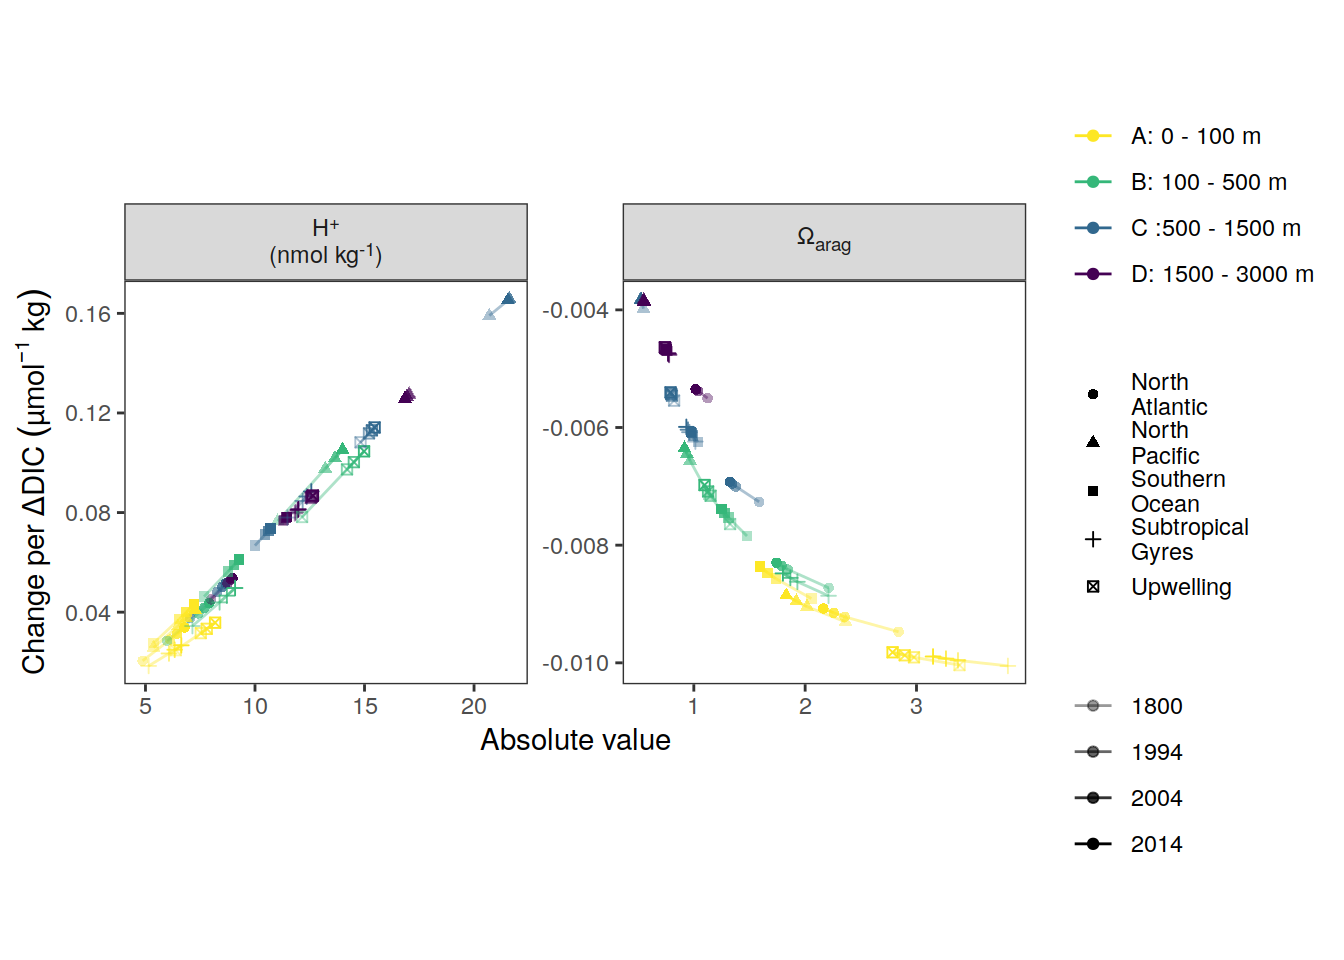 H⁺
(nmol kg⁻¹)
Ωarag
Change per ΔDIC (µmol⁻¹ kg)
0.16
0.12
0.08
0.04
5
10
15
20
-0.004
-0.006
-0.008
-0.010
1
2
3
Absolute value
A: 0 - 100 m
B: 100 - 500 m
C :500 - 1500 m
D: 1500 - 3000 m
North
Atlantic
North
Pacific
Southern
Ocean
Subtropical
Gyres
Upwelling
1800
1994
2004
2014